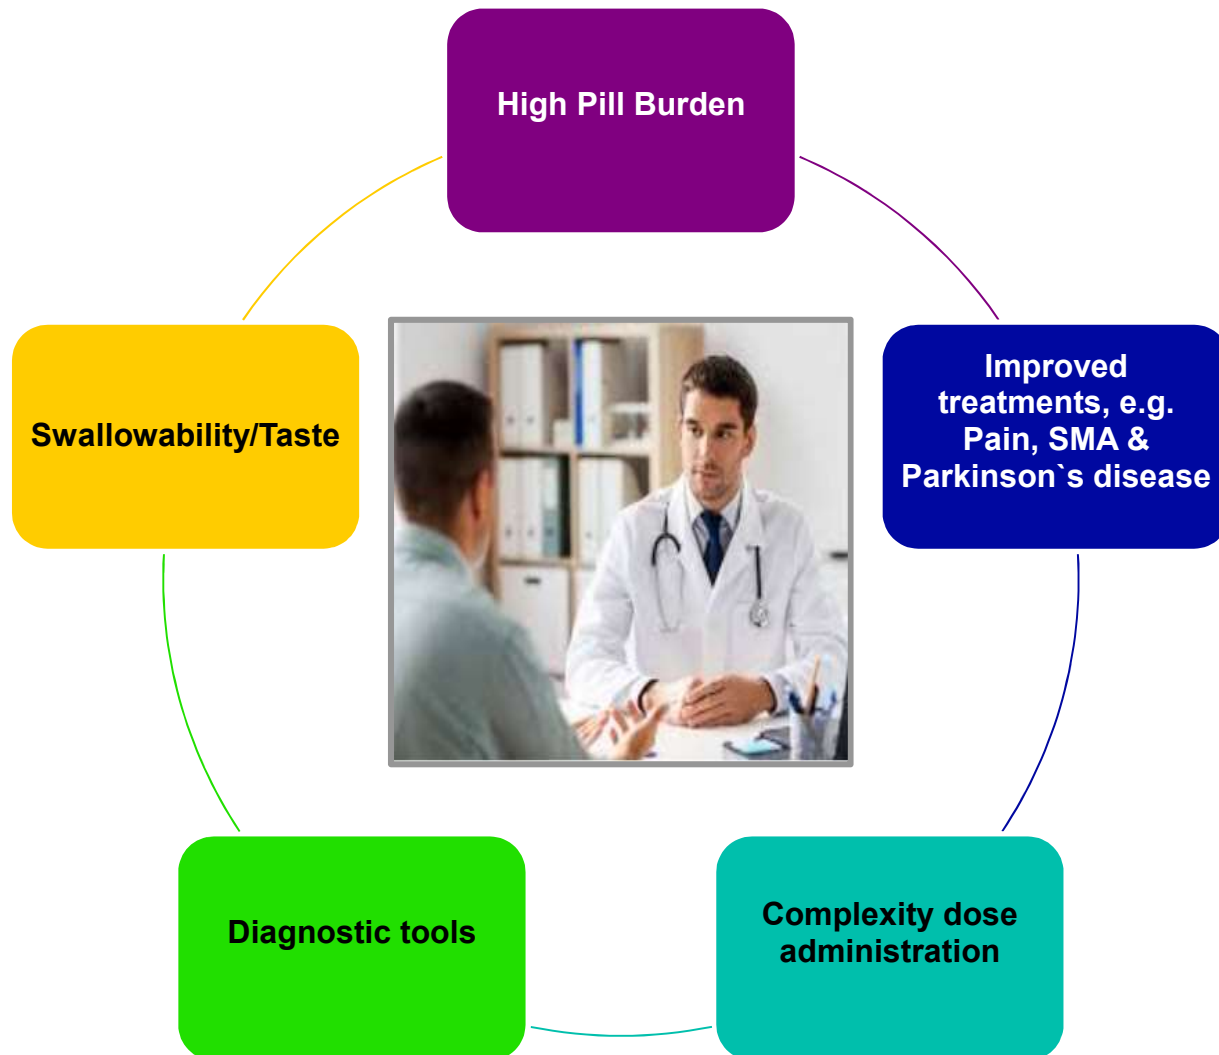 High Pill Burden
Improved
treatments, e.g.
Pain, SMA &
Parkinson`s disease
Swallowability/Taste
Complexity dose
administration
Diagnostic tools